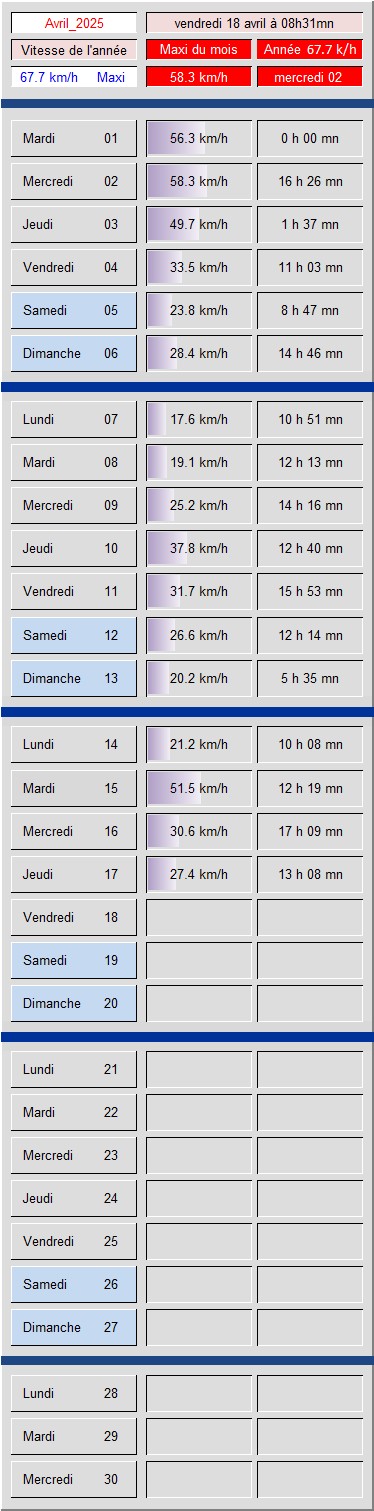 Avril_2025 vendredi 18 avril à 08h31mn
Vitesse de l'année Maxi du mois Année 67.7 k/h
67.7 km/h Maxi 58.3 km/h mercredi 02
Mardi 01 56.3 km/h 0 h 00 mn
Mercredi 02 58.3 km/h 16 h 26 mn
Jeudi 03 49.7 km/h 1 h 37 mn
Vendredi 04 33.5 km/h 11 h 03 mn
Samedi 05 23.8 km/h 8 h 47 mn
Dimanche 06 28.4 km/h 14 h 46 mn
Lundi 07 17.6 km/h 10 h 51 mn
Mardi 08 19.1 km/h 12 h 13 mn
Mercredi 09 25.2 km/h 14 h 16 mn
Jeudi 10 37.8 km/h 12 h 40 mn
Vendredi 11 31.7 km/h 15 h 53 mn
Samedi 12 26.6 km/h 12 h 14 mn
Dimanche 13 20.2 km/h 5 h 35 mn
Lundi 14 21.2 km/h 10 h 08 mn
Mardi 15 51.5 km/h 12 h 19 mn
Mercredi 16 30.6 km/h 17 h 09 mn
Jeudi 17 27.4 km/h 13 h 08 mn
Vendredi 18
Samedi 19
Dimanche 20
Lundi 21
Mardi 22
Mercredi 23
Jeudi 24
Vendredi 25
Samedi 26
Dimanche 27
Lundi 28
Mardi 29
Mercredi 30